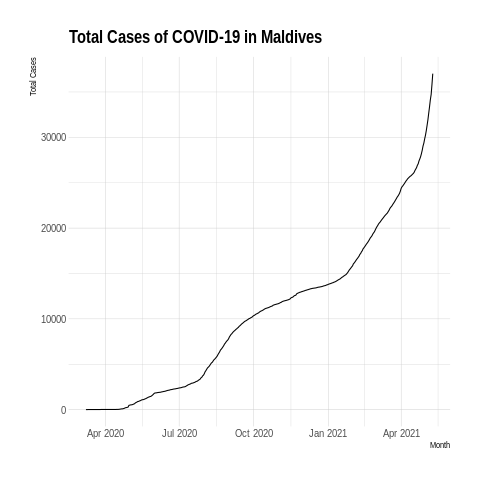 Total Cases of COVID-19 in Maldives
Total Cases
30000
20000
10000
0
Apr 2020 Jul 2020 Oct 2020 Jan 2021 Apr 2021
Month